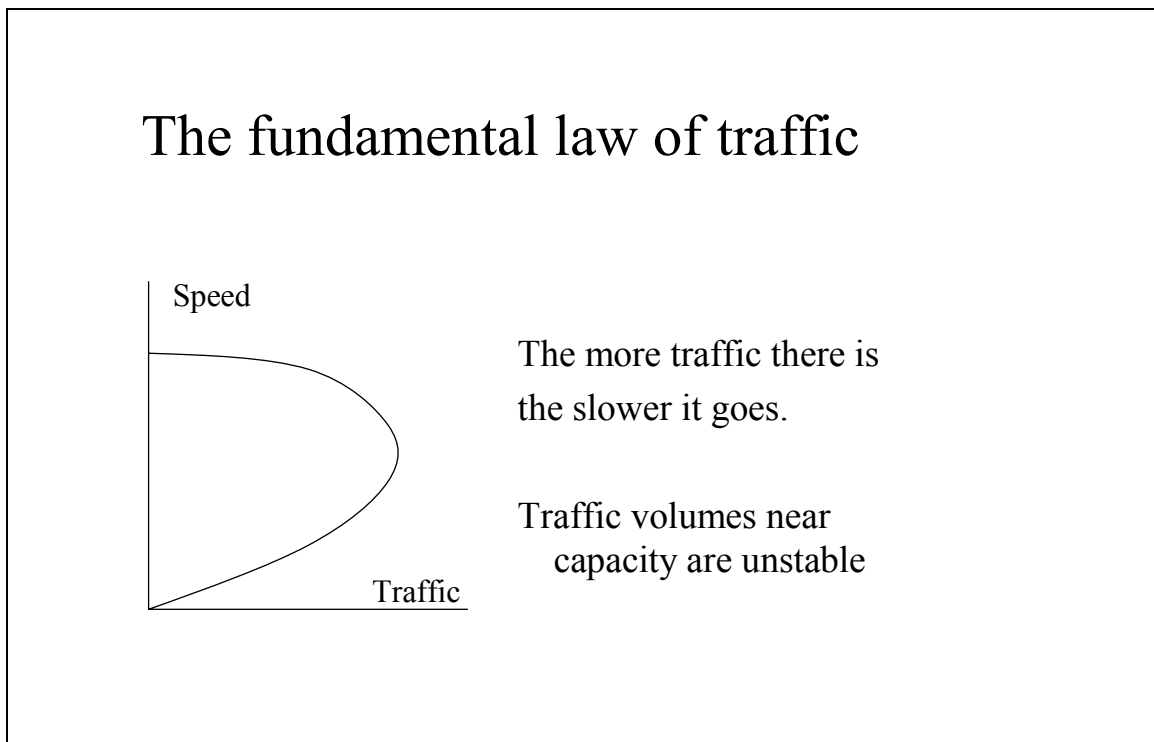 The fundamental law of traffic
Speed
Traffic
The more traffic there is
the slower it goes.
Traffic volumes near
capacity are unstable